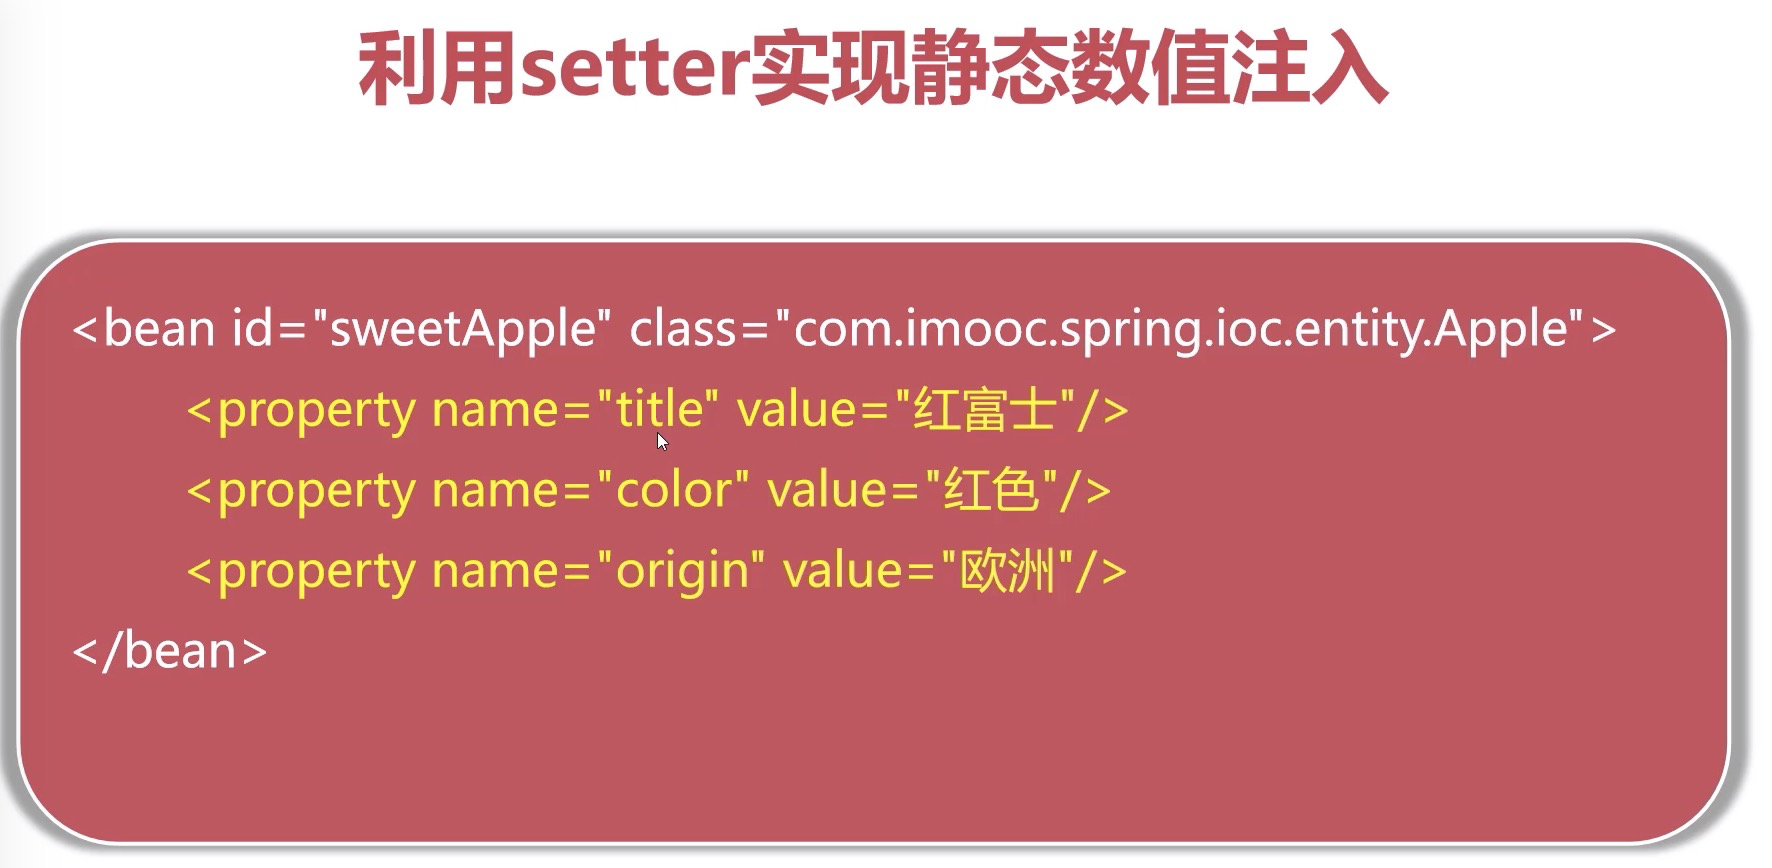 利用setter实现静态数值注入
<bean id="sweetApple" class="com.imooc.spring.ioc.entity.Apple">
<property name="title" value="红富士"/>
<property name="color" value="红色"/>
<property name="origin" value="欧洲"/>
</bean>